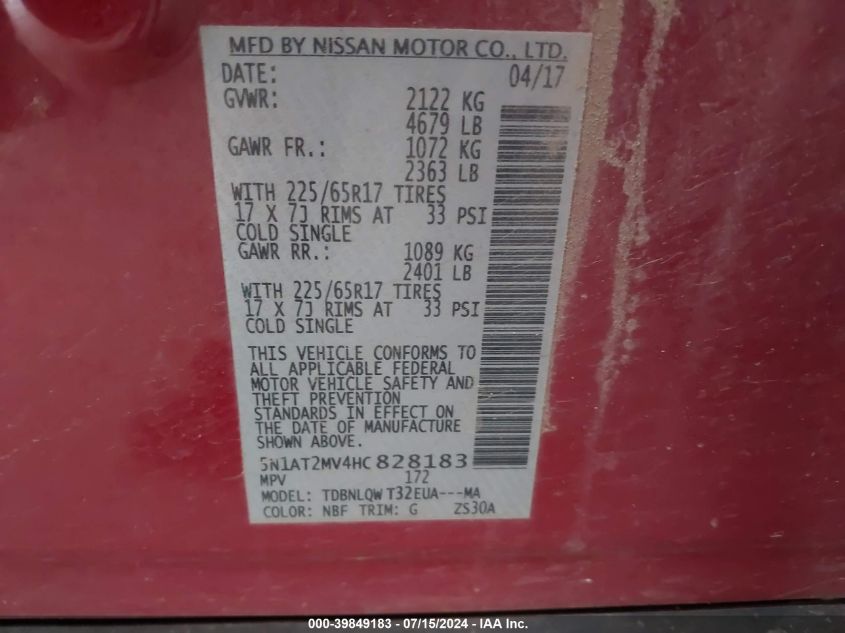 MFD BY NISSAN MOTOR CO., LTD.
DATE: 04/17
GVWR: 2122 KG
4679 LB
GAWR FR.: 1072 KG
2363 LB
WITH 225/65R17 TIRES
17 X 7J RIMS AT 33 PSI
COLD SINGLE
GAWR RR.: 1089 KG
2401 LB
WITH 225/65R17 TIRES
17 X 7J RIMS AT 33 PSI
COLD SINGLE
THIS VEHICLE CONFORMS TO
ALL APPLICABLE FEDERAL
MOTOR VEHICLE SAFETY AND
THEFT PREVENTION
STANDARDS IN EFFECT ON
THE DATE OF MANUFACTURE
SHOWN ABOVE.
5N1AT2MV4HC828183
MPV 172
MODEL: TDBNLQW T32EUA---MA
COLOR: NBF TRIM: G ZS30A
000-39849183 - 07/15/2024 - IAA Inc.